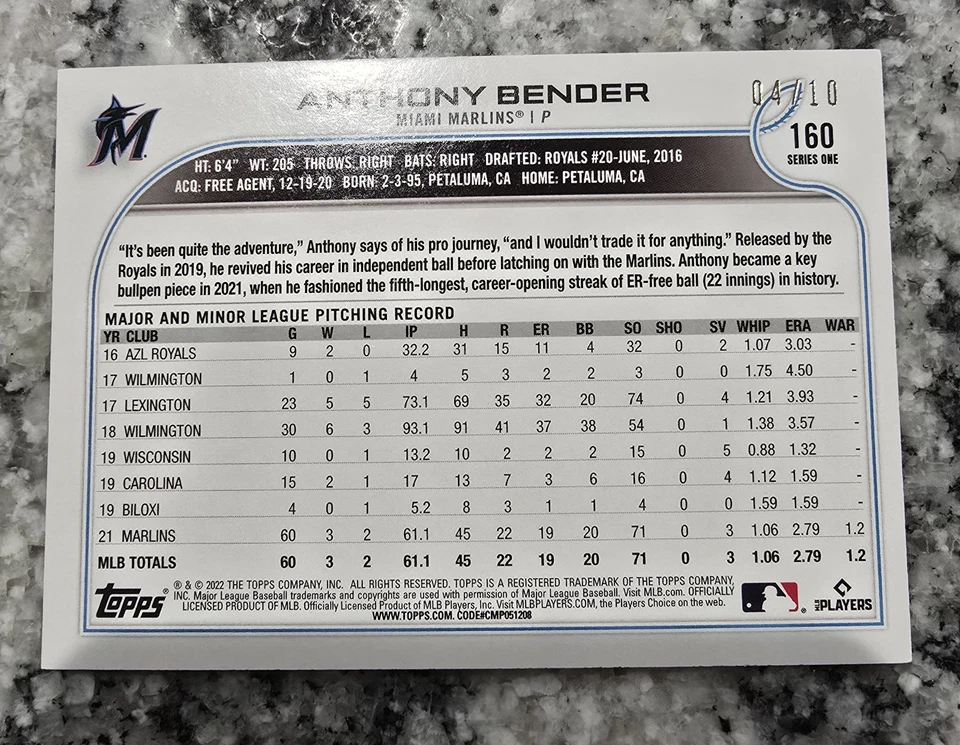 ANTHONY BENDER
MIAMI MARLINS® | P
04/10
160
SERIES ONE
M
HT: 6'4" WT: 205 THROWS: RIGHT BATS: RIGHT DRAFTED: ROYALS #20-JUNE, 2016
ACQ: FREE AGENT, 12-19-20 BORN: 2-3-95, PETALUMA, CA HOME: PETALUMA, CA
“It’s been quite the adventure,” Anthony says of his pro journey, “and I wouldn’t trade it for anything.” Released by the
Royals in 2019, he revived his career in independent ball before latching on with the Marlins. Anthony became a key
bullpen piece in 2021, when he fashioned the fifth-longest, career-opening streak of ER-free ball (22 innings) in history.
MAJOR AND MINOR LEAGUE PITCHING RECORD
YR CLUB G W L IP H R ER BB SO SHO SV WHIP ERA WAR
16 AZL ROYALS 9 2 0 32.2 31 15 11 4 32 0 2 1.07 3.03 -
17 WILMINGTON 1 0 1 4 5 3 2 2 3 0 0 1.75 4.50 -
17 LEXINGTON 23 5 5 73.1 69 35 32 20 74 0 4 1.21 3.93 -
18 WILMINGTON 30 6 3 93.1 91 41 37 38 54 0 1 1.38 3.57 -
19 WISCONSIN 10 0 1 13.2 10 2 2 2 15 0 5 0.88 1.32 -
19 CAROLINA 15 2 1 17 13 7 3 6 16 0 4 1.12 1.59 -
19 BILOXI 4 0 1 5.2 8 3 1 1 4 0 0 1.59 1.59 -
21 MARLINS 60 3 2 61.1 45 22 19 20 71 0 3 1.06 2.79 1.2
MLB TOTALS 60 3 2 61.1 45 22 19 20 71 0 3 1.06 2.79 1.2
Topps®
® & © 2022 THE TOPPS COMPANY, INC. ALL RIGHTS RESERVED. TOPPS IS A REGISTERED TRADEMARK OF THE TOPPS COMPANY,
INC. Major League Baseball trademarks and copyrights are used with permission of Major League Baseball. Visit MLB.com. OFFICIALLY
LICENSED PRODUCT OF MLB. Officially Licensed Product of MLB Players, Inc. Visit MLBPLAYERS.COM, the Players Choice on the web.
WWW.TOPPS.COM. CODE#CMP051208
MLB PLAYERS